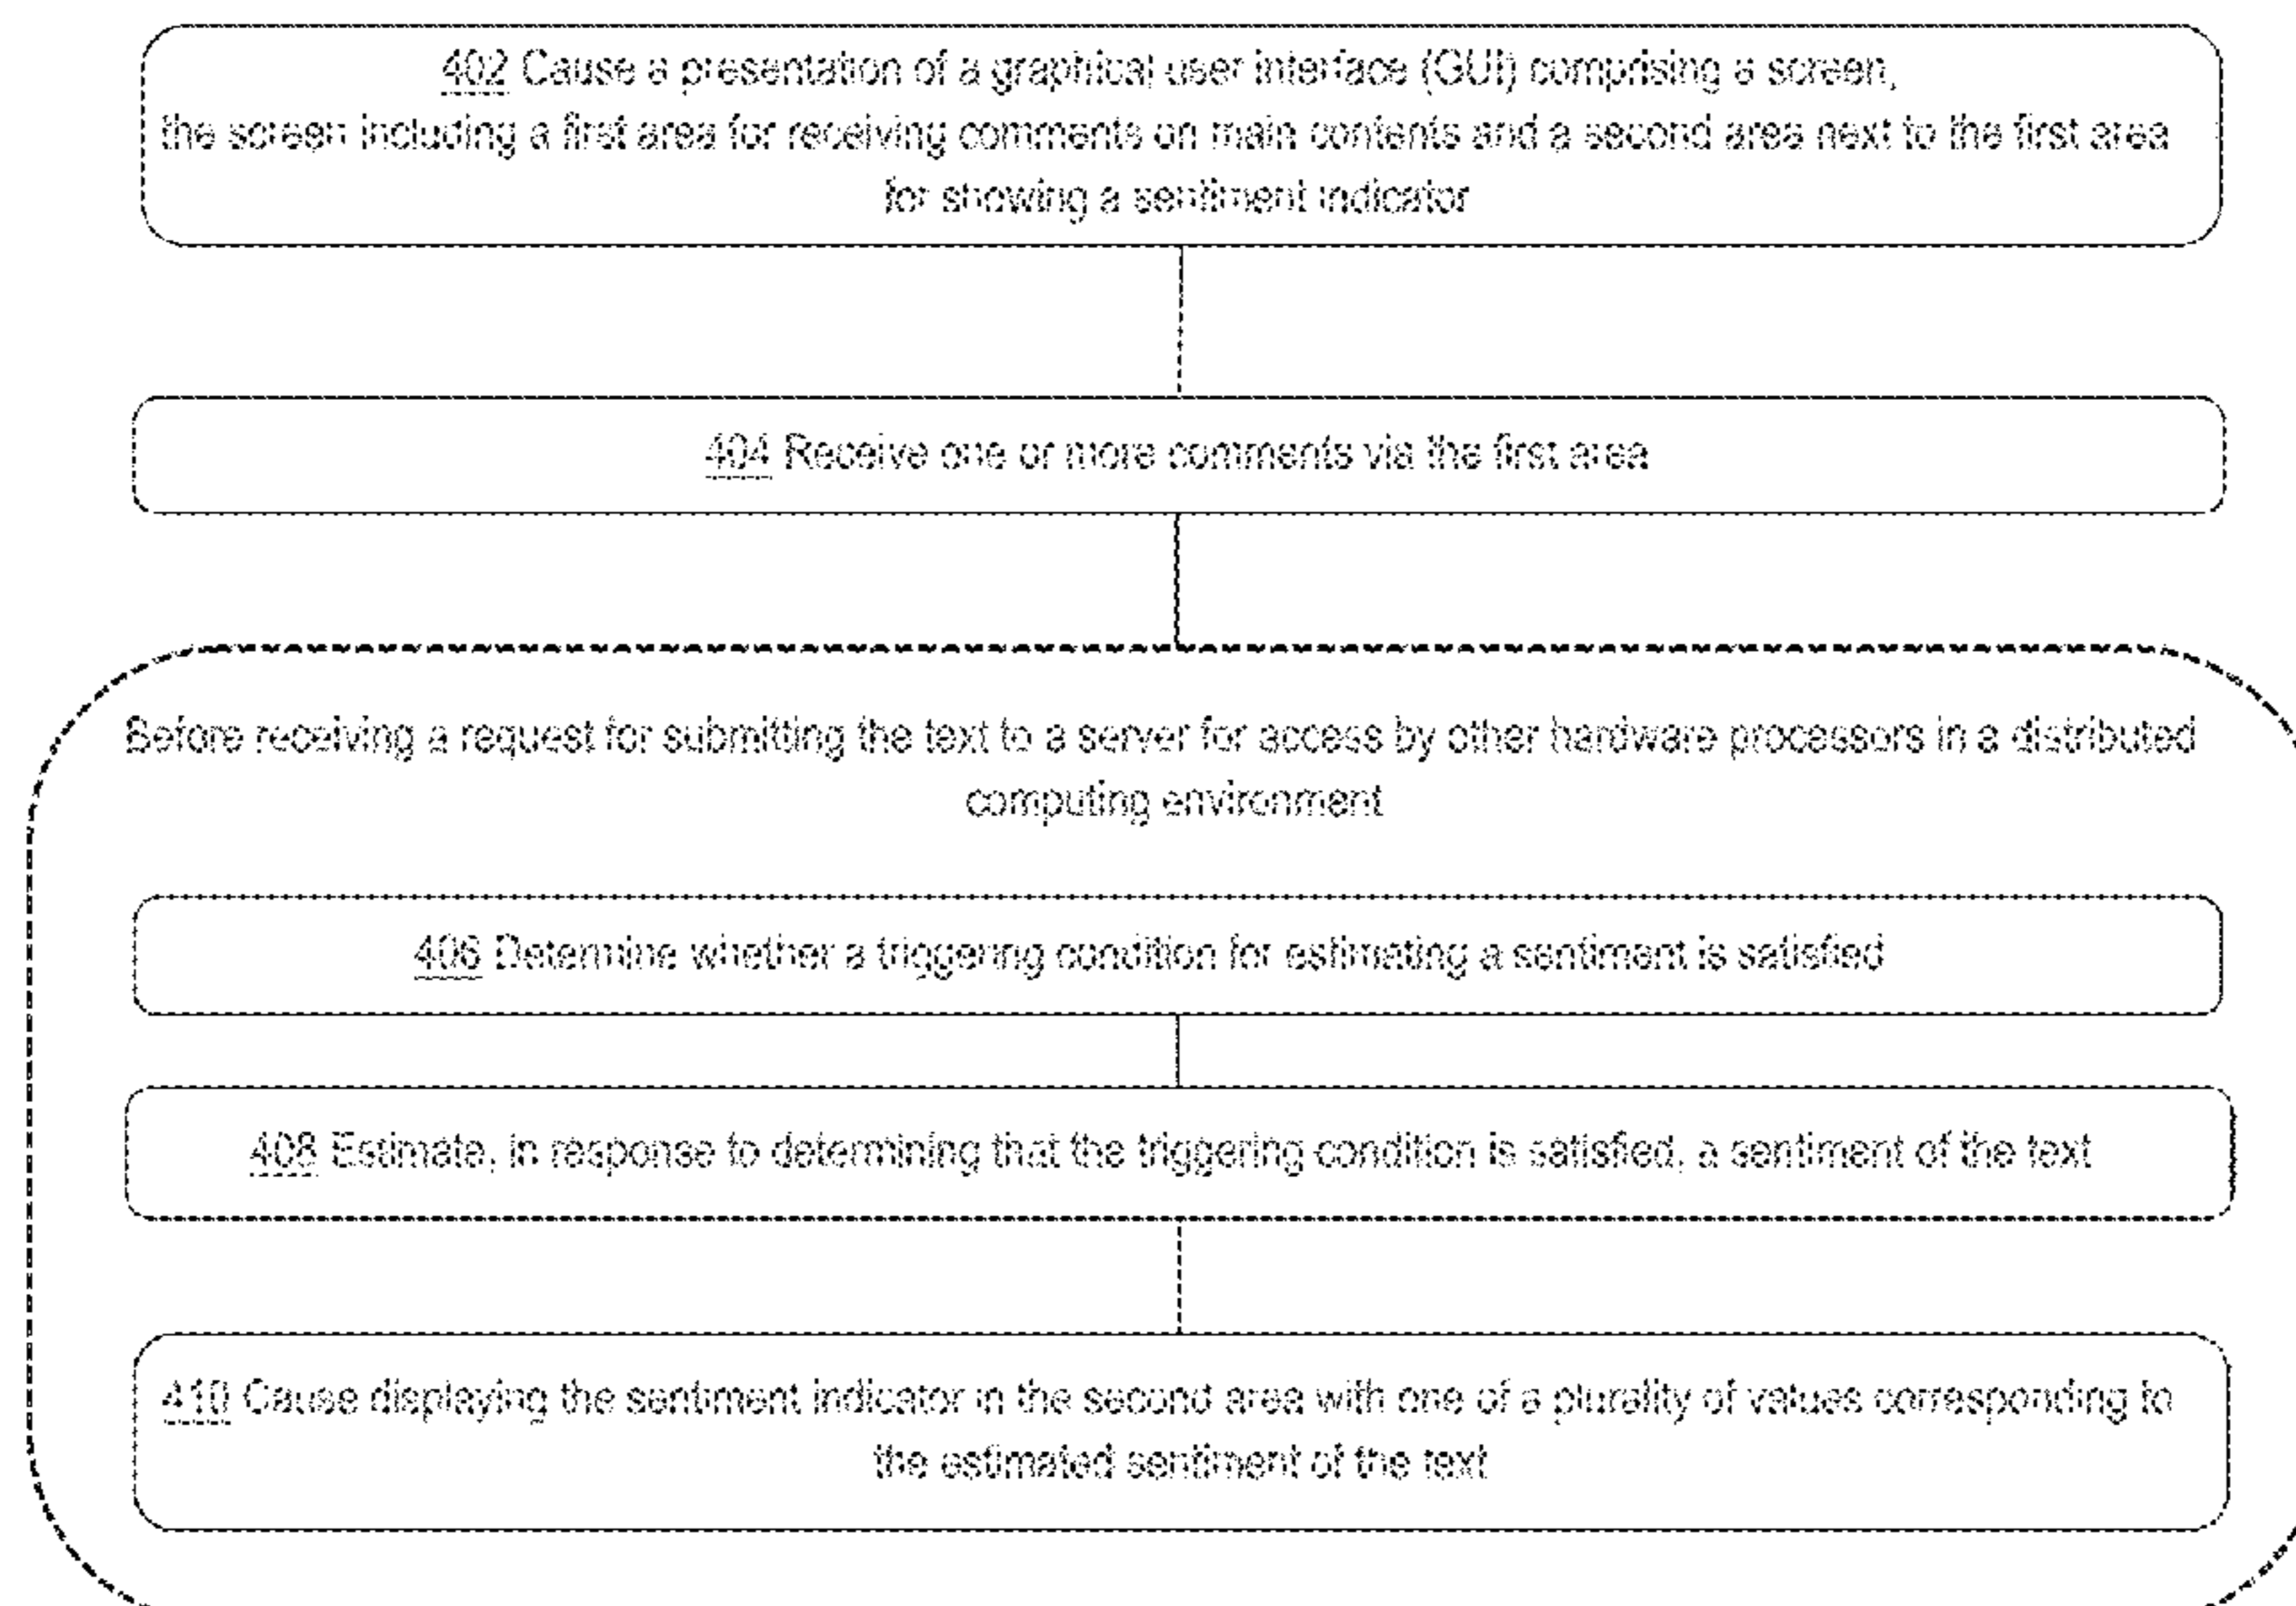 402 Cause a presentation of a graphical user interface (GUI) comprising a screen,
the screen including a first area for receiving comments on main contents and a second area next to the first area
for showing a sentiment indicator
404 Receive one or more comments via the first area
Before receiving a request for submitting the text to a server for access by other hardware processors in a distributed
computing environment
406 Determine whether a triggering condition for estimating a sentiment is satisfied
408 Estimate, in response to determining that the triggering condition is satisfied, a sentiment of the text
410 Cause displaying the sentiment indicator in the second area with one of a plurality of values corresponding to
the estimated sentiment of the text